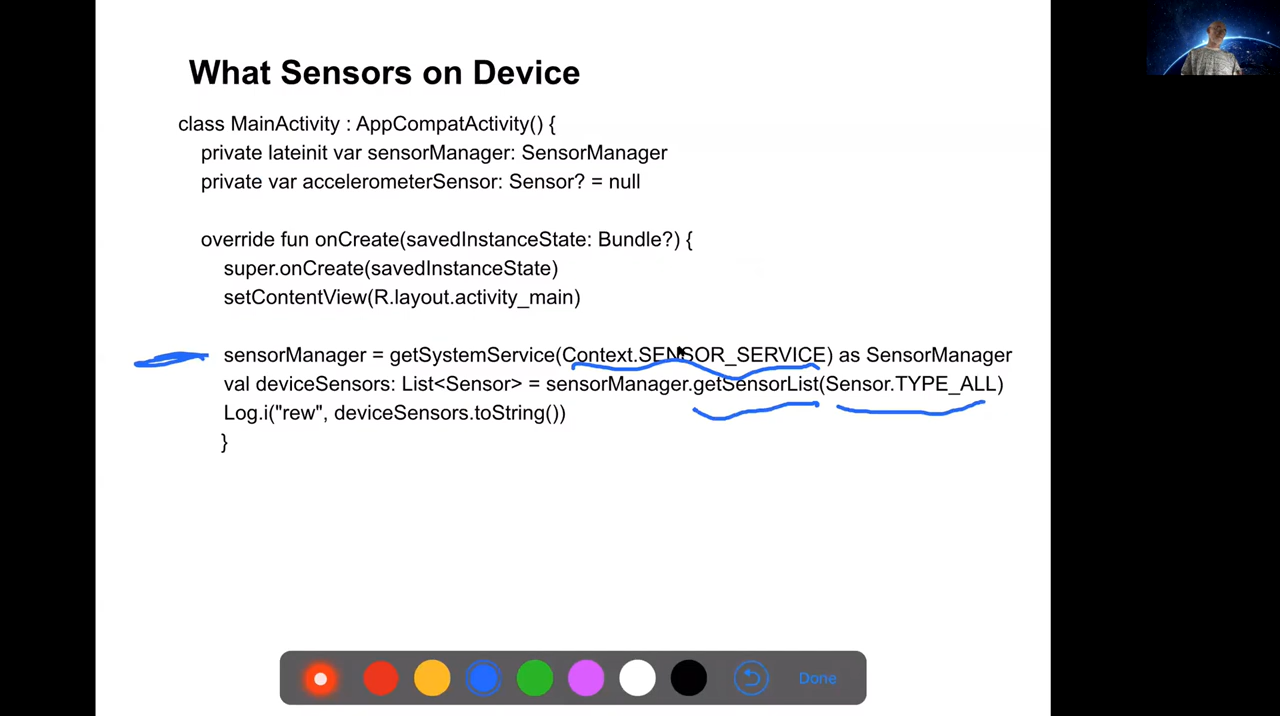 What Sensors on Device
class MainActivity : AppCompatActivity() {
private lateinit var sensorManager: SensorManager
private var accelerometerSensor: Sensor? = null
override fun onCreate(savedInstanceState: Bundle?) {
super.onCreate(savedInstanceState)
setContentView(R.layout.activity_main)
sensorManager = getSystemService(Context.SENSOR_SERVICE) as SensorManager
val deviceSensors: List<Sensor> = sensorManager.getSensorList(Sensor.TYPE_ALL)
Log.i("rew", deviceSensors.toString())
}
Done